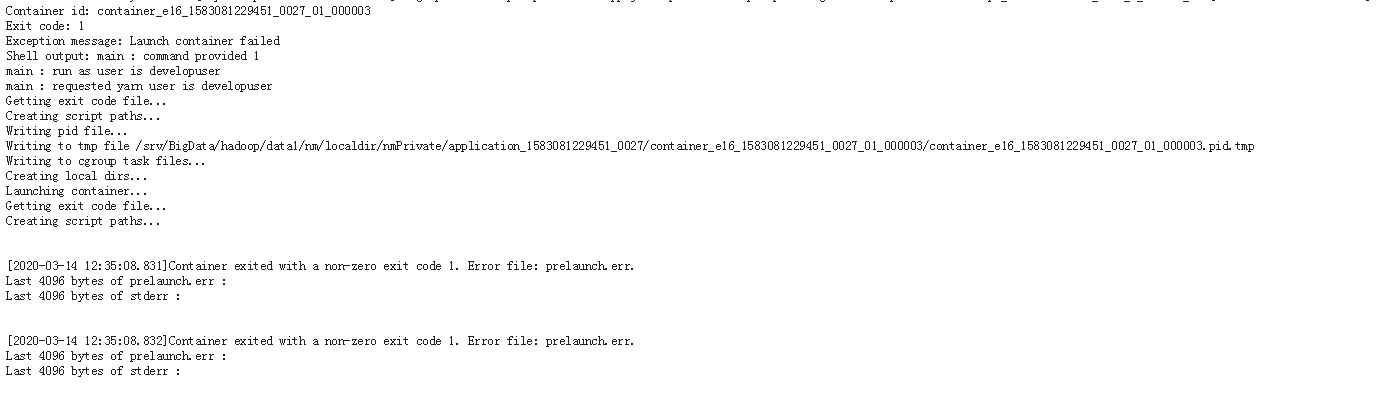 Container id: container_e16_1583081229451_0027_01_000003
Exit code: 1
Exception message: Launch container failed
Shell output: main : command provided 1
main : run as user is developuser
main : requested yarn user is developuser
Getting exit code file...
Creating script paths...
Writing pid file...
Writing to tmp file /srv/BigData/hadoop/data1/nm/localdir/nmPrivate/application_1583081229451_0027/container_e16_1583081229451_0027_01_000003/container_e16_1583081229451_0027_01_000003.pid.tmp
Writing to cgroup task files...
Creating local dirs...
Launching container...
Getting exit code file...
Creating script paths...
[2020-03-14 12:35:08.831]Container exited with a non-zero exit code 1. Error file: prelaunch.err.
Last 4096 bytes of prelaunch.err :
Last 4096 bytes of stderr :
[2020-03-14 12:35:08.832]Container exited with a non-zero exit code 1. Error file: prelaunch.err.
Last 4096 bytes of prelaunch.err :
Last 4096 bytes of stderr :